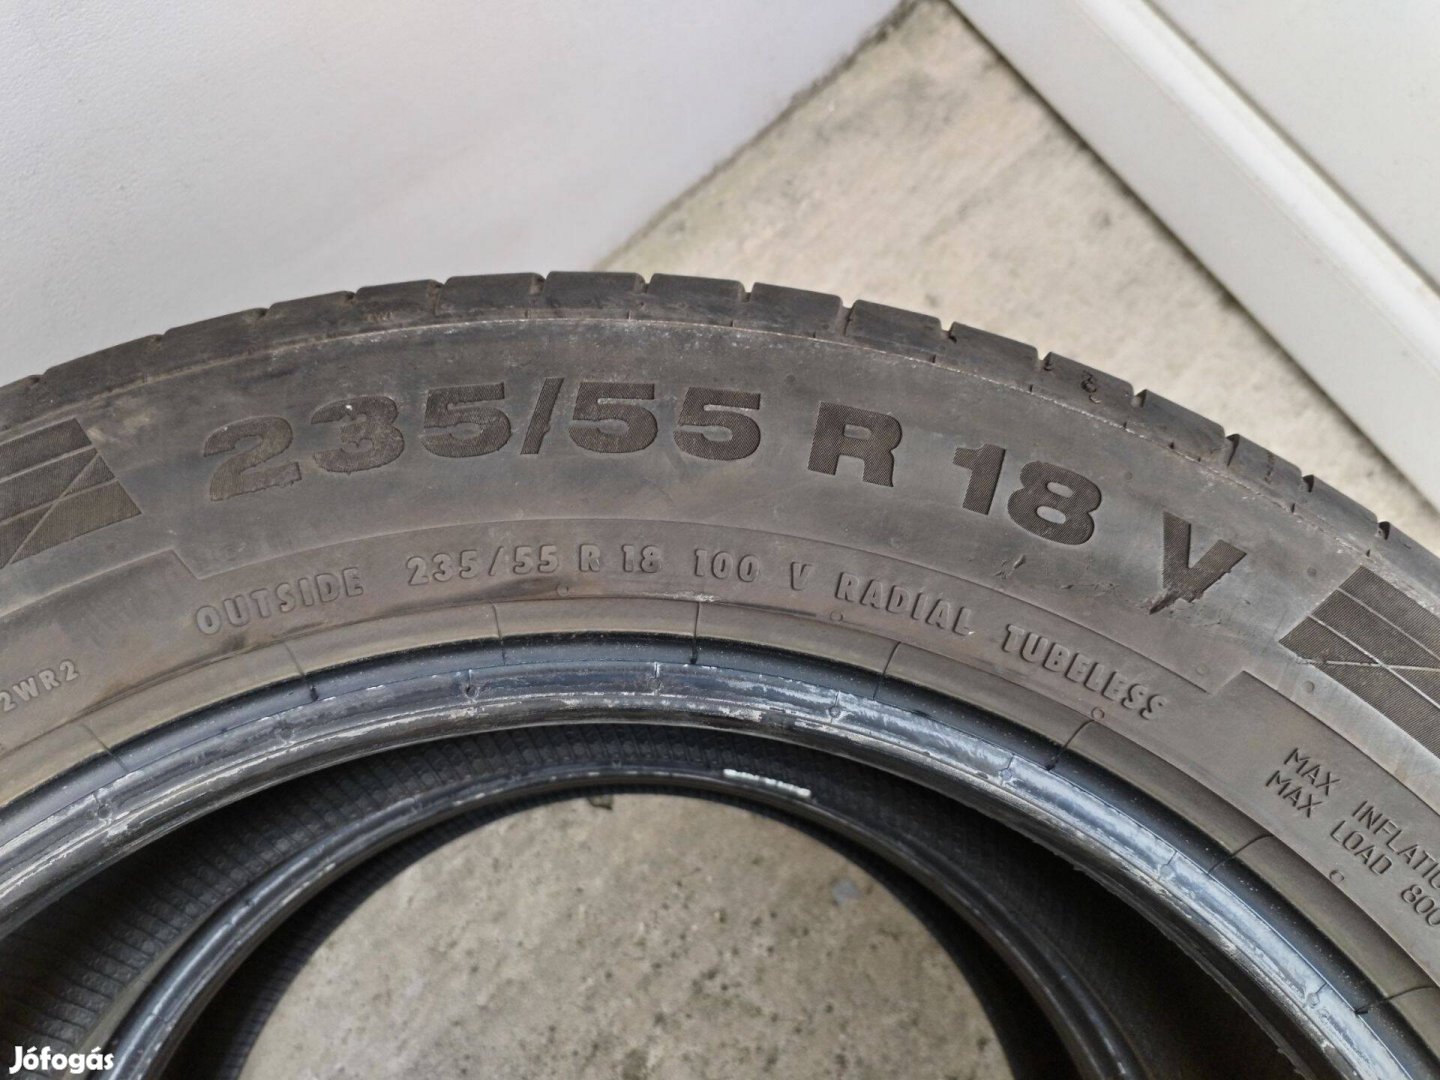 235/55 R 18 V
OUTSIDE 235/55 R 18 100 V RADIAL TUBELESS
2WR2
MAX INFLATIO
MAX LOAD 800
Jófogás